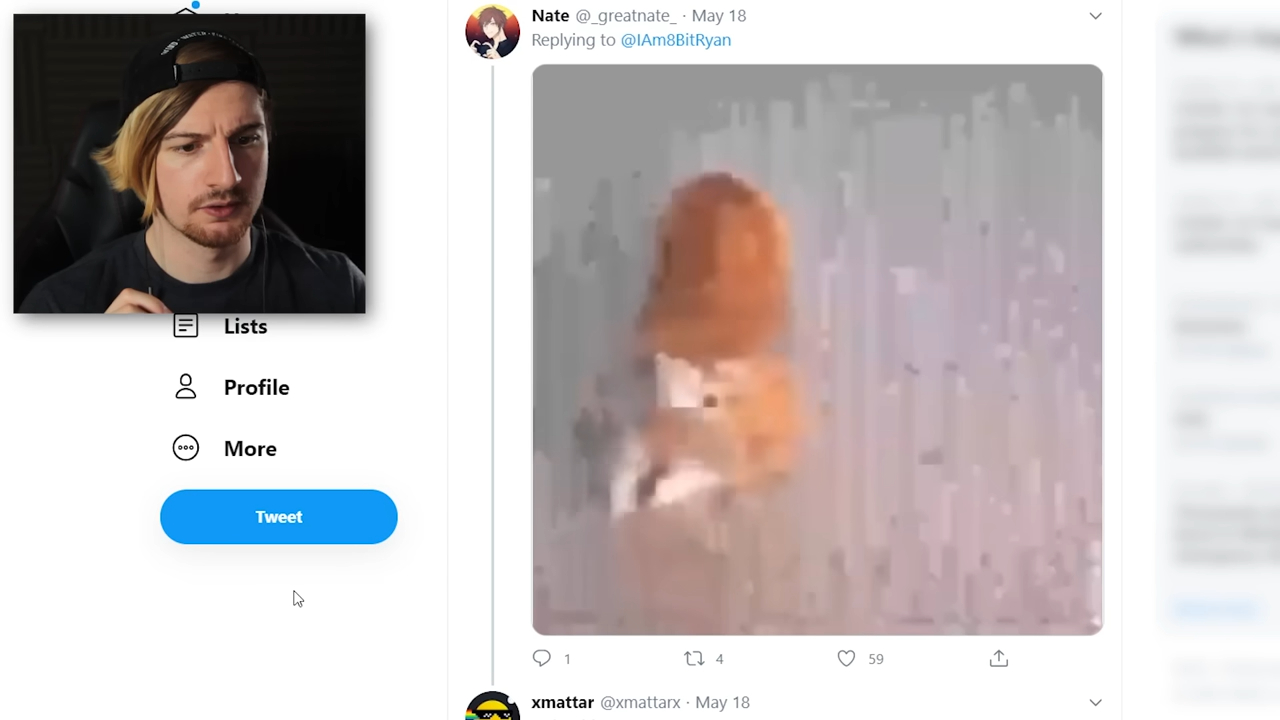 Nate @_greatnate_ · May 18
Replying to @IAm8BitRyan
Lists
Profile
More
Tweet
1
4
59
xmattar @xmattarx · May 18